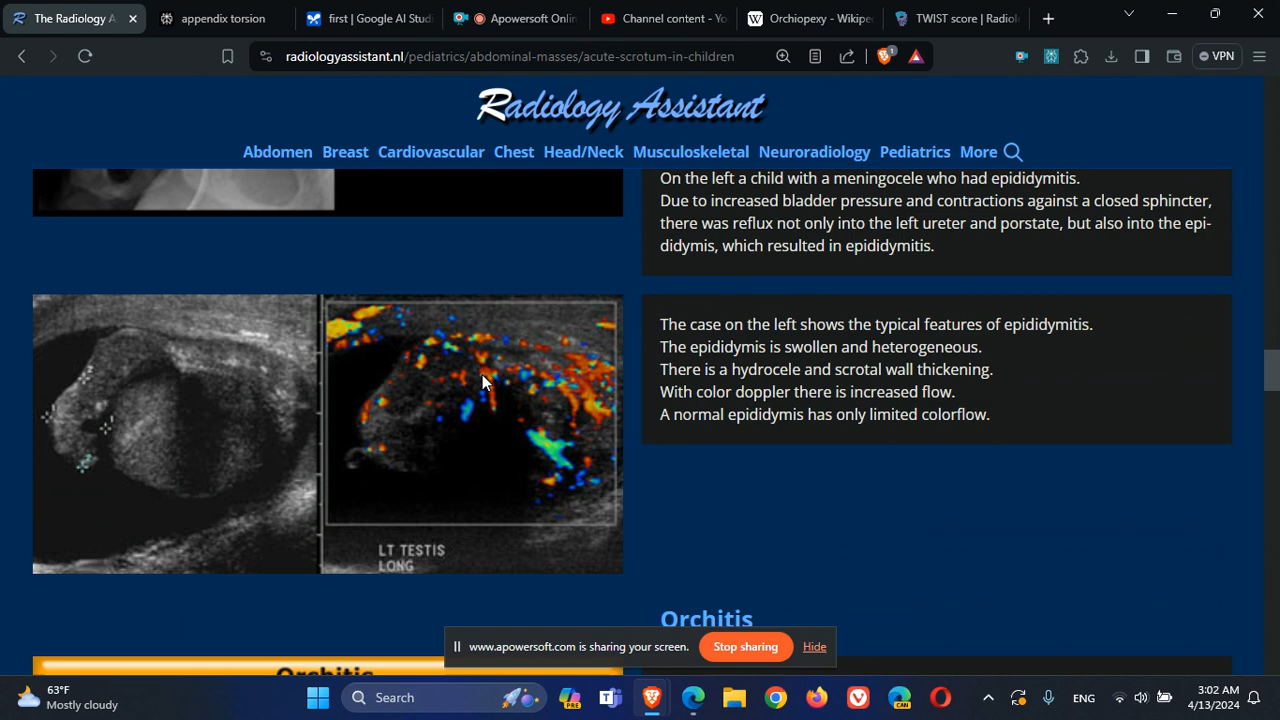 The Radiology A
appendix torsion
first | Google AI Stud
Apowersoft Onlin
Channel content - Yo
Orchiopexy - Wikipe
TWIST score | Radiol
radiologyassistant.nl/pediatrics/abdominal-masses/acute-scrotum-in-children
1
VPN
Radiology Assistant
Abdomen Breast Cardiovascular Chest Head/Neck Musculoskeletal Neuroradiology Pediatrics More
On the left a child with a meningocele who had epididymitis.
Due to increased bladder pressure and contractions against a closed sphincter,
there was reflux not only into the left ureter and porstate, but also into the epi-
didymis, which resulted in epididymitis.
The case on the left shows the typical features of epididymitis.
The epididymis is swollen and heterogeneous.
There is a hydrocele and scrotal wall thickening.
With color doppler there is increased flow.
A normal epididymis has only limited colorflow.
LT TESTIS
LONG
Orchitis
Orchitis
www.apowersoft.com is sharing your screen.
Stop sharing
Hide
63°F
Mostly cloudy
Search
PRE
CAN
ENG
3:02 AM
4/13/2024